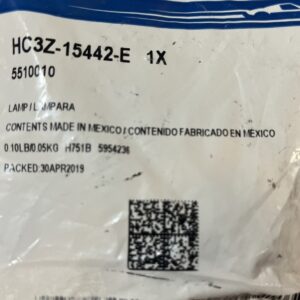 HC3Z-15442-E 1X
5510010
LAMP/LAMPARA
CONTENTS MADE IN MEXICO/CONTENIDO FABRICADO EN MÉXICO
0.10LB/0.05KG H751B 5954236
PACKED:30APR2019